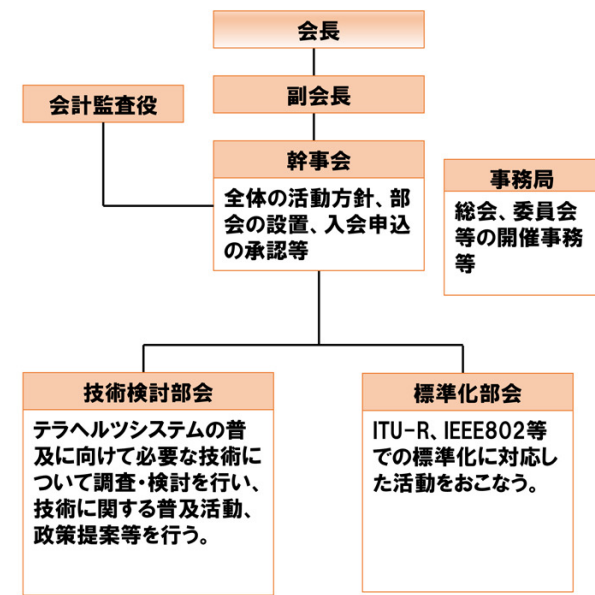 会長
副会長
会計監査役
幹事会
全体の活動方針、部
会の設置、入会申込
の承認等
事務局
総会、委員会
等の開催事務
等
技術検討部会
テラヘルツシステムの普
及に向けて必要な技術に
ついて調査・検討を行い、
技術に関する普及活動、
政策提案等を行う。
標準化部会
ITU-R、IEEE802等
での標準化に対応し
た活動をおこなう。